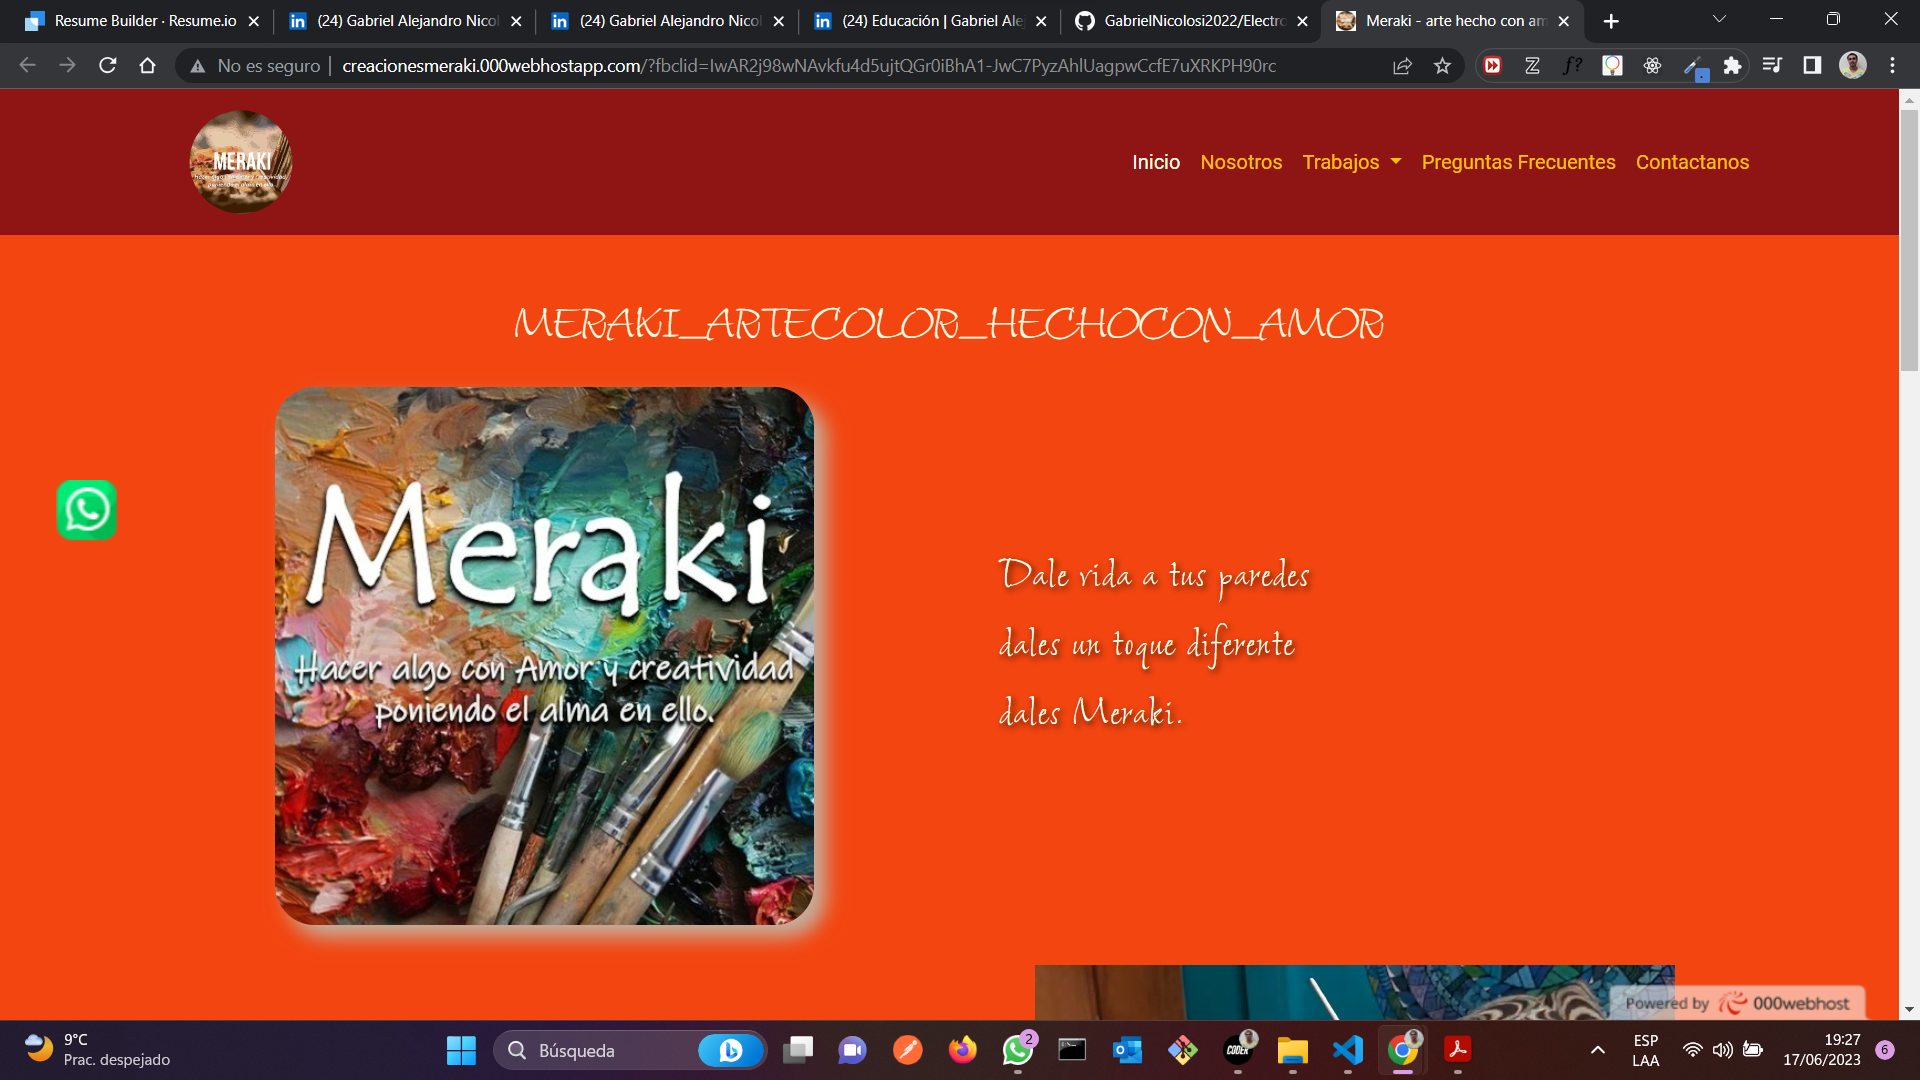 Resume Builder · Resume.io
(24) Gabriel Alejandro Nicol
(24) Gabriel Alejandro Nicol
(24) Educación | Gabriel Ale
GabrielNicolosi2022/Electro
Meraki - arte hecho con am
No es seguro
creacionesmeraki.000webhostapp.com/?fbclid=IwAR2j98wNAvkfu4d5ujtQGr0iBhA1-JwC7PyzAhlUagpwCcfE7uXRKPH90rc
MERAKI
Inicio Nosotros Trabajos Preguntas Frecuentes Contactanos
MERAKI_ARTECOLOR_HECHOCON_AMOR
Meraki
Hacer algo con Amor y creatividad
poniendo el alma en ello.
Dale vida a tus paredes
dales un toque diferente
dales Meraki.
Powered by 000webhost
9°C
Prac. despejado
Búsqueda
2
CODER
ESP
LAA
19:27
17/06/2023
6